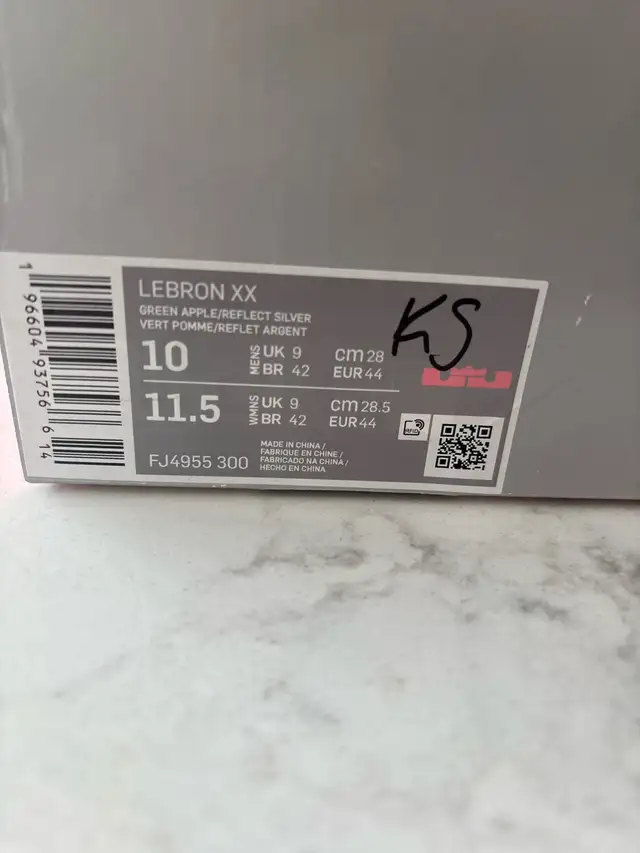 LEBRON XX
GREEN APPLE/REFLECT SILVER
VERT POMME/REFLET ARGENT
10 MENS UK 9 cm 28
BR 42 EUR 44
11.5 WMNS UK 9 cm 28.5
BR 42 EUR 44
FJ4955 300
MADE IN CHINA /
FABRIQUE EN CHINE /
FABRICADO NA CHINA /
HECHO EN CHINA
KS
RFID
1 96604 93756 6 14